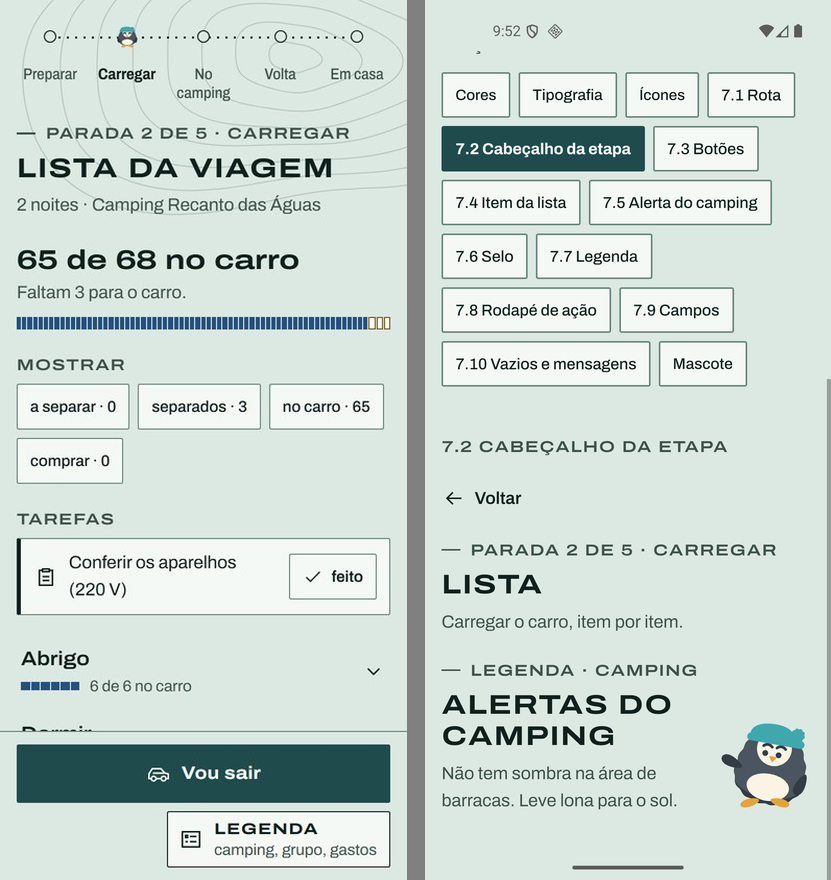 Preparar
Carregar
No
camping
Volta
Em casa
— PARADA 2 DE 5 · CARREGAR
LISTA DA VIAGEM
2 noites · Camping Recanto das Águas
65 de 68 no carro
Faltam 3 para o carro.
MOSTRAR
a separar · 0
separados · 3
no carro · 65
comprar · 0
TAREFAS
Conferir os aparelhos
(220 V)
feito
Abrigo
6 de 6 no carro
Vou sair
LEGENDA
camping, grupo, gastos
9:52
Cores
Tipografia
Ícones
7.1 Rota
7.2 Cabeçalho da etapa
7.3 Botões
7.4 Item da lista
7.5 Alerta do camping
7.6 Selo
7.7 Legenda
7.8 Rodapé de ação
7.9 Campos
7.10 Vazios e mensagens
Mascote
7.2 CABEÇALHO DA ETAPA
Voltar
— PARADA 2 DE 5 · CARREGAR
LISTA
Carregar o carro, item por item.
— LEGENDA · CAMPING
ALERTAS DO
CAMPING
Não tem sombra na área de
barracas. Leve lona para o sol.